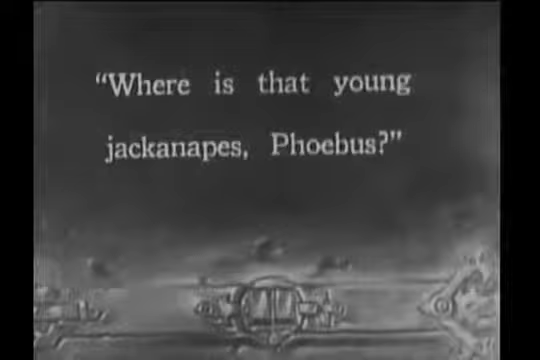 “Where is that young
jackanapes, Phoebus?”